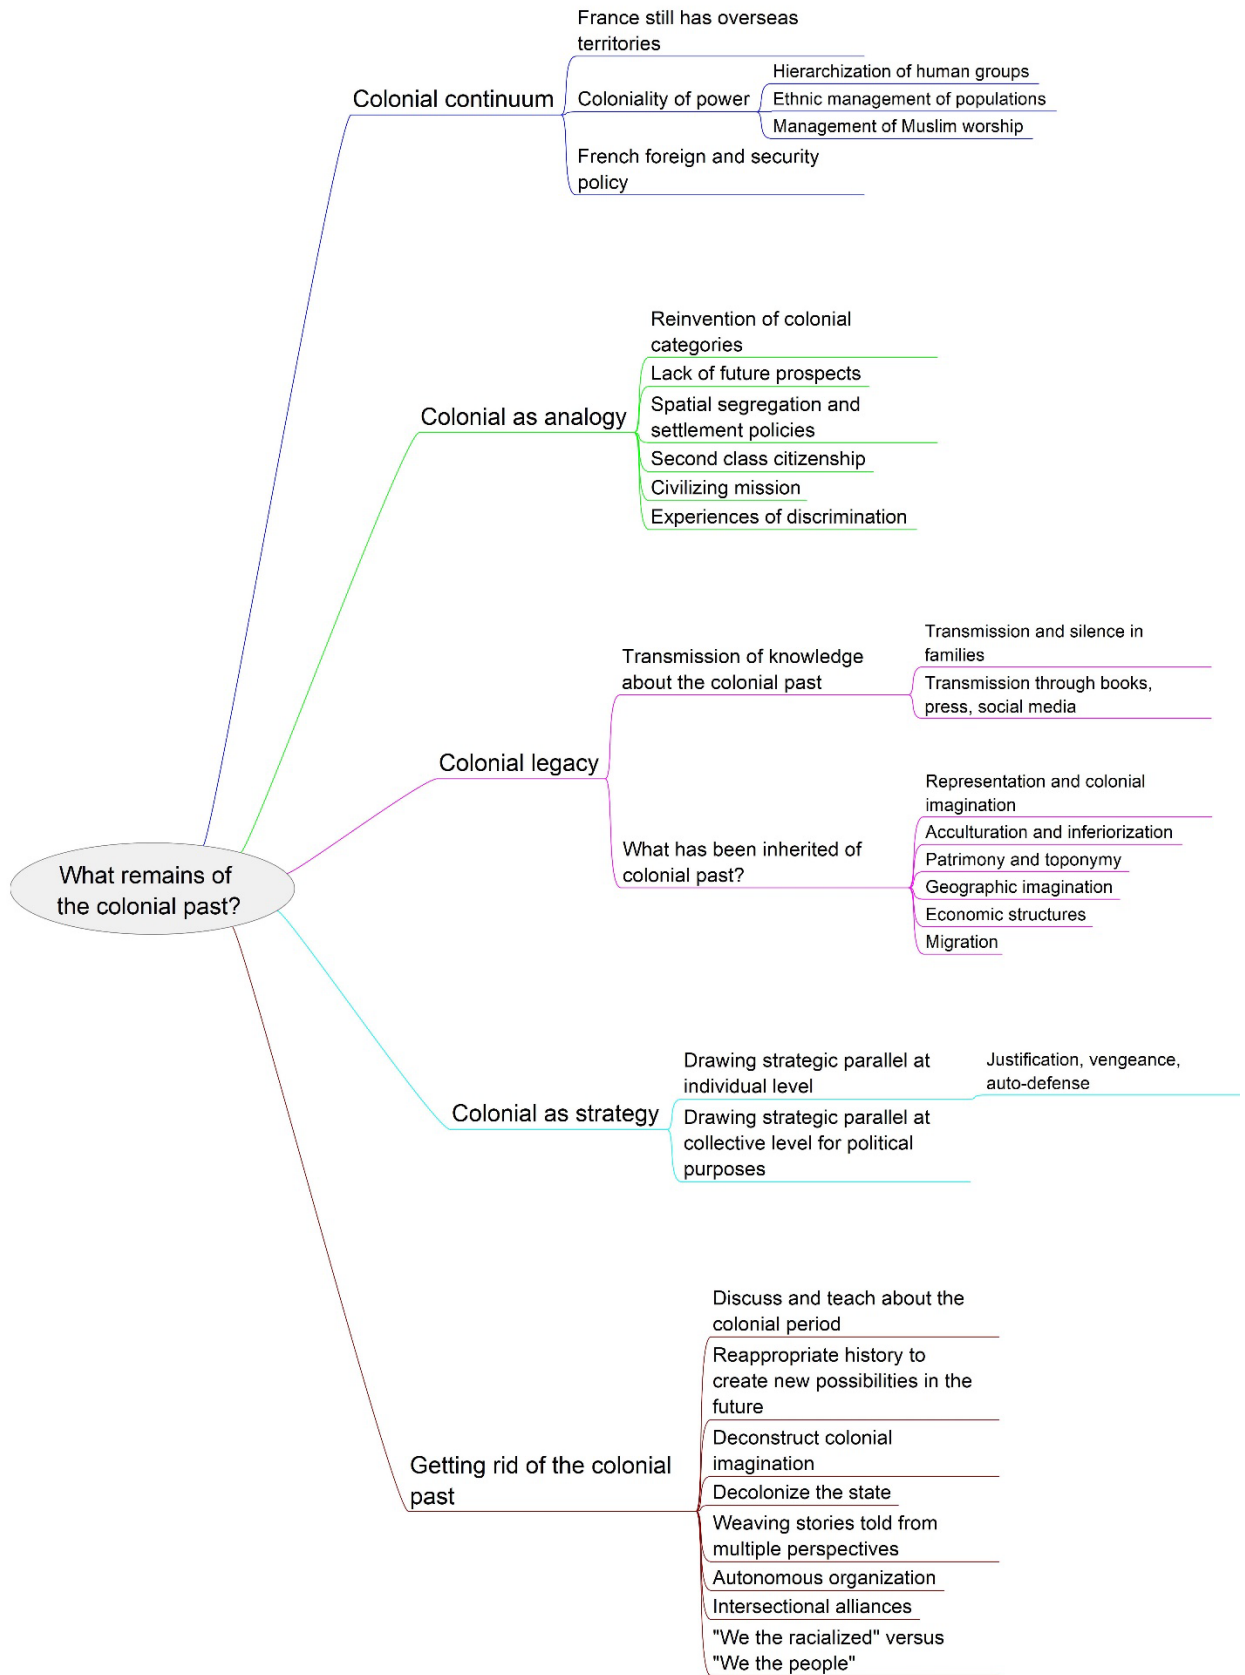 What remains of
the colonial past?
Colonial continuum
France still has overseas
territories
Coloniality of power
Hierarchization of human groups
Ethnic management of populations
Management of Muslim worship
French foreign and security
policy
Colonial as analogy
Reinvention of colonial
categories
Lack of future prospects
Spatial segregation and
settlement policies
Second class citizenship
Civilizing mission
Experiences of discrimination
Colonial legacy
Transmission of knowledge
about the colonial past
Transmission and silence in
families
Transmission through books,
press, social media
What has been inherited of
colonial past?
Representation and colonial
imagination
Acculturation and inferiorization
Patrimony and toponymy
Geographic imagination
Economic structures
Migration
Colonial as strategy
Drawing strategic parallel at
individual level
Justification, vengeance,
auto-defense
Drawing strategic parallel at
collective level for political
purposes
Getting rid of the colonial
past
Discuss and teach about the
colonial period
Reappropriate history to
create new possibilities in the
future
Deconstruct colonial
imagination
Decolonize the state
Weaving stories told from
multiple perspectives
Autonomous organization
Intersectional alliances
"We the racialized" versus
"We the people"